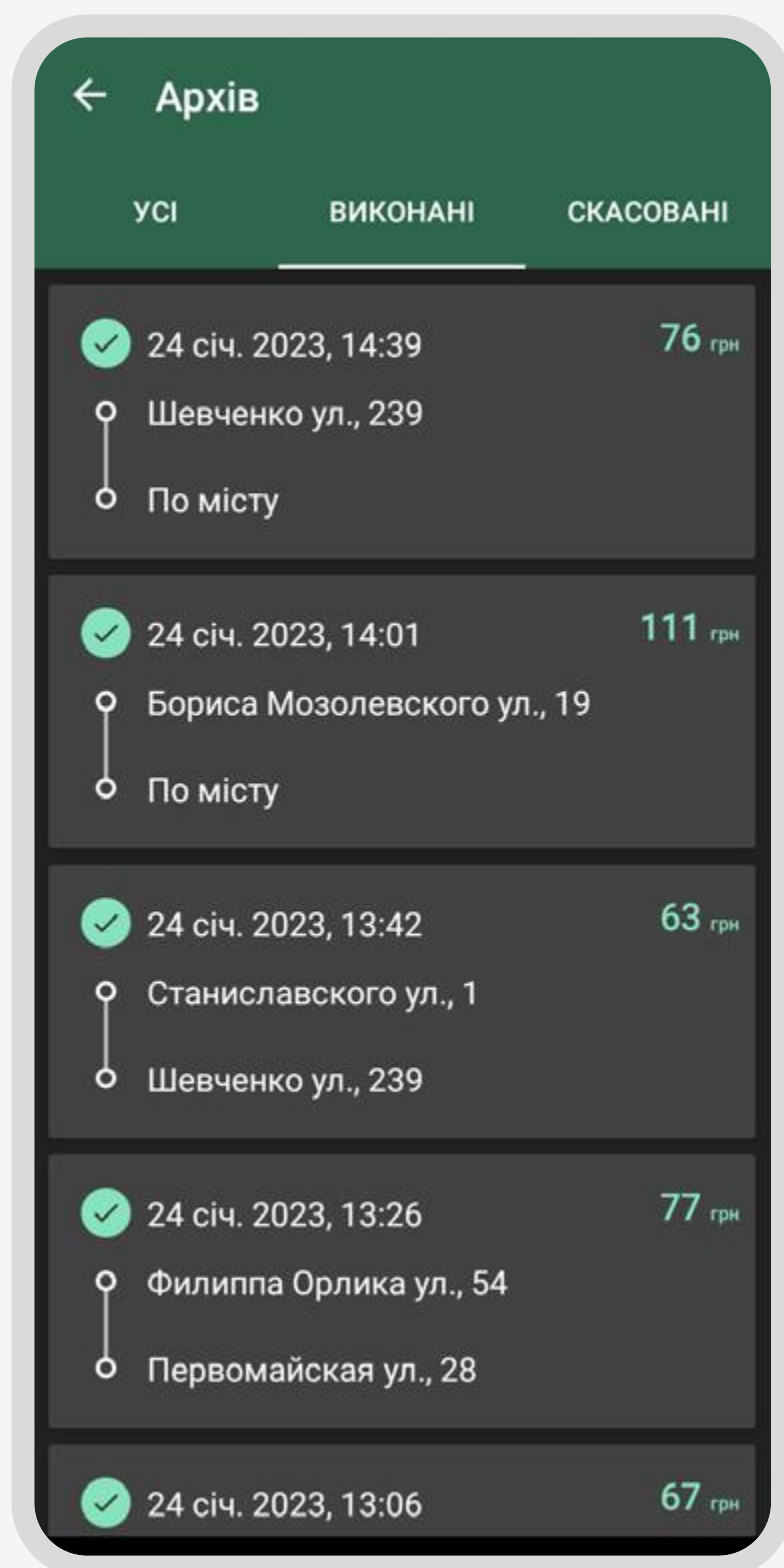 Архів
УСІ ВИКОНАНІ СКАСОВАНІ
24 січ. 2023, 14:39 76 грн
Шевченко ул., 239
По місту
24 січ. 2023, 14:01 111 грн
Бориса Мозолевского ул., 19
По місту
24 січ. 2023, 13:42 63 грн
Станиславского ул., 1
Шевченко ул., 239
24 січ. 2023, 13:26 77 грн
Филиппа Орлика ул., 54
Первомайская ул., 28
24 січ. 2023, 13:06 67 грн